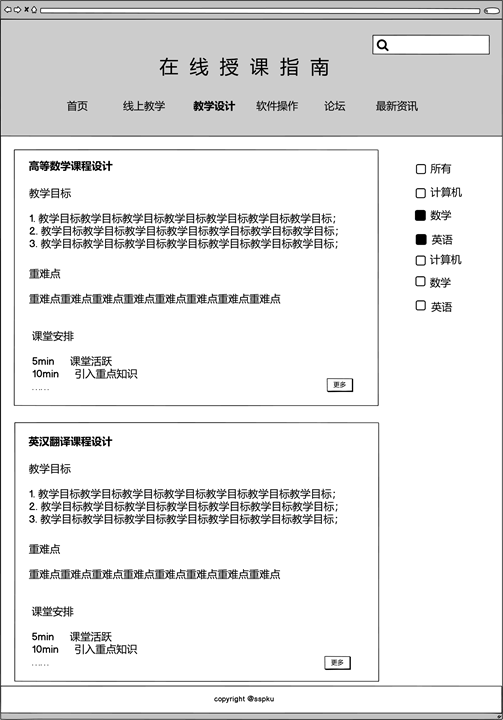 在线授课指南
首页 线上教学 教学设计 软件操作 论坛 最新资讯
高等数学课程设计
教学目标
1. 教学目标教学目标教学目标教学目标教学目标教学目标教学目标;
2. 教学目标教学目标教学目标教学目标教学目标教学目标教学目标;
3. 教学目标教学目标教学目标教学目标教学目标教学目标教学目标;
重难点
重难点重难点重难点重难点重难点重难点重难点重难点
课堂安排
5min 课堂活跃
10min 引入重点知识
……
更多
所有
计算机
数学
英语
计算机
数学
英语
英汉翻译课程设计
教学目标
1. 教学目标教学目标教学目标教学目标教学目标教学目标教学目标;
2. 教学目标教学目标教学目标教学目标教学目标教学目标教学目标;
3. 教学目标教学目标教学目标教学目标教学目标教学目标教学目标;
重难点
重难点重难点重难点重难点重难点重难点重难点重难点
课堂安排
5min 课堂活跃
10min 引入重点知识
……
更多
copyright @sspku